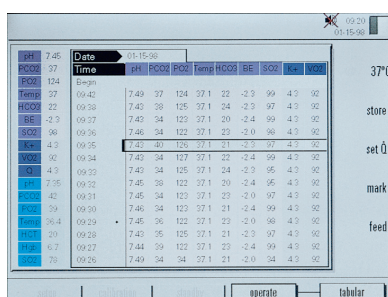 09:20
01-15-98
pH 7.45 Date 01-15-98
PCO2 37 Time pH PCO2 PO2 Temp HCO3 BE SO2 K+ VO2
PO2 124 Begin
Temp 37 09:42 7.49 37 124 37.1 22 -2.4 99 4.3 92
HCO3 22 09:38 7.43 38 125 37.1 24 -2.3 97 4.3 92
BE -2.3 09:37 7.43 34 123 37.1 20 -2.4 99 4.3 92
SO2 98 09:36 7.46 34 122 37.1 23 -2.0 98 4.3 92
K+ 4.3 09:35 7.43 40 126 37.1 21 -2.3 97 4.3 92
VO2 92 09:34 7.43 34 127 37.1 22 -2.4 99 4.3 92
Q 4.3 09:33 7.43 34 125 37.1 24 -2.3 95 4.3 92
pH 7.35 09:32 7.45 38 122 37.1 20 -2.4 95 4.3 92
PCO2 42 09:31 7.45 34 123 37.1 23 -2.0 97 4.3 92
PO2 39 09:30 7.46 34 123 37.1 21 -2.4 99 4.3 92
Temp 36.4 09:29 7.45 36 122 37.1 23 -2.0 98 4.3 92
HCT 20 09:28 7.43 35 125 37.1 21 -2.3 97 4.3 92
Hgb 6.7 09:27 7.44 39 122 37.1 23 -2.4 99 4.3 92
SO2 78 09:26 7.49 34 34 37.1 21 -2.0 99 4.3 92
store
set Q̂
mark
feed
operate tabular